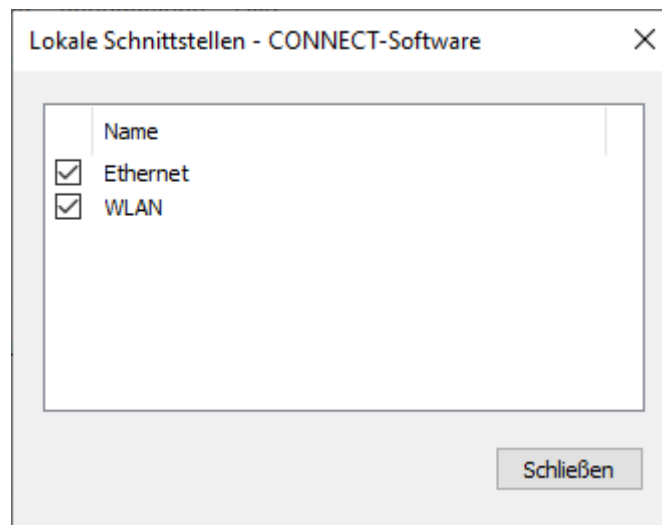 Lokale Schnittstellen - CONNECT-Software
Name
Ethernet
WLAN
Schließen